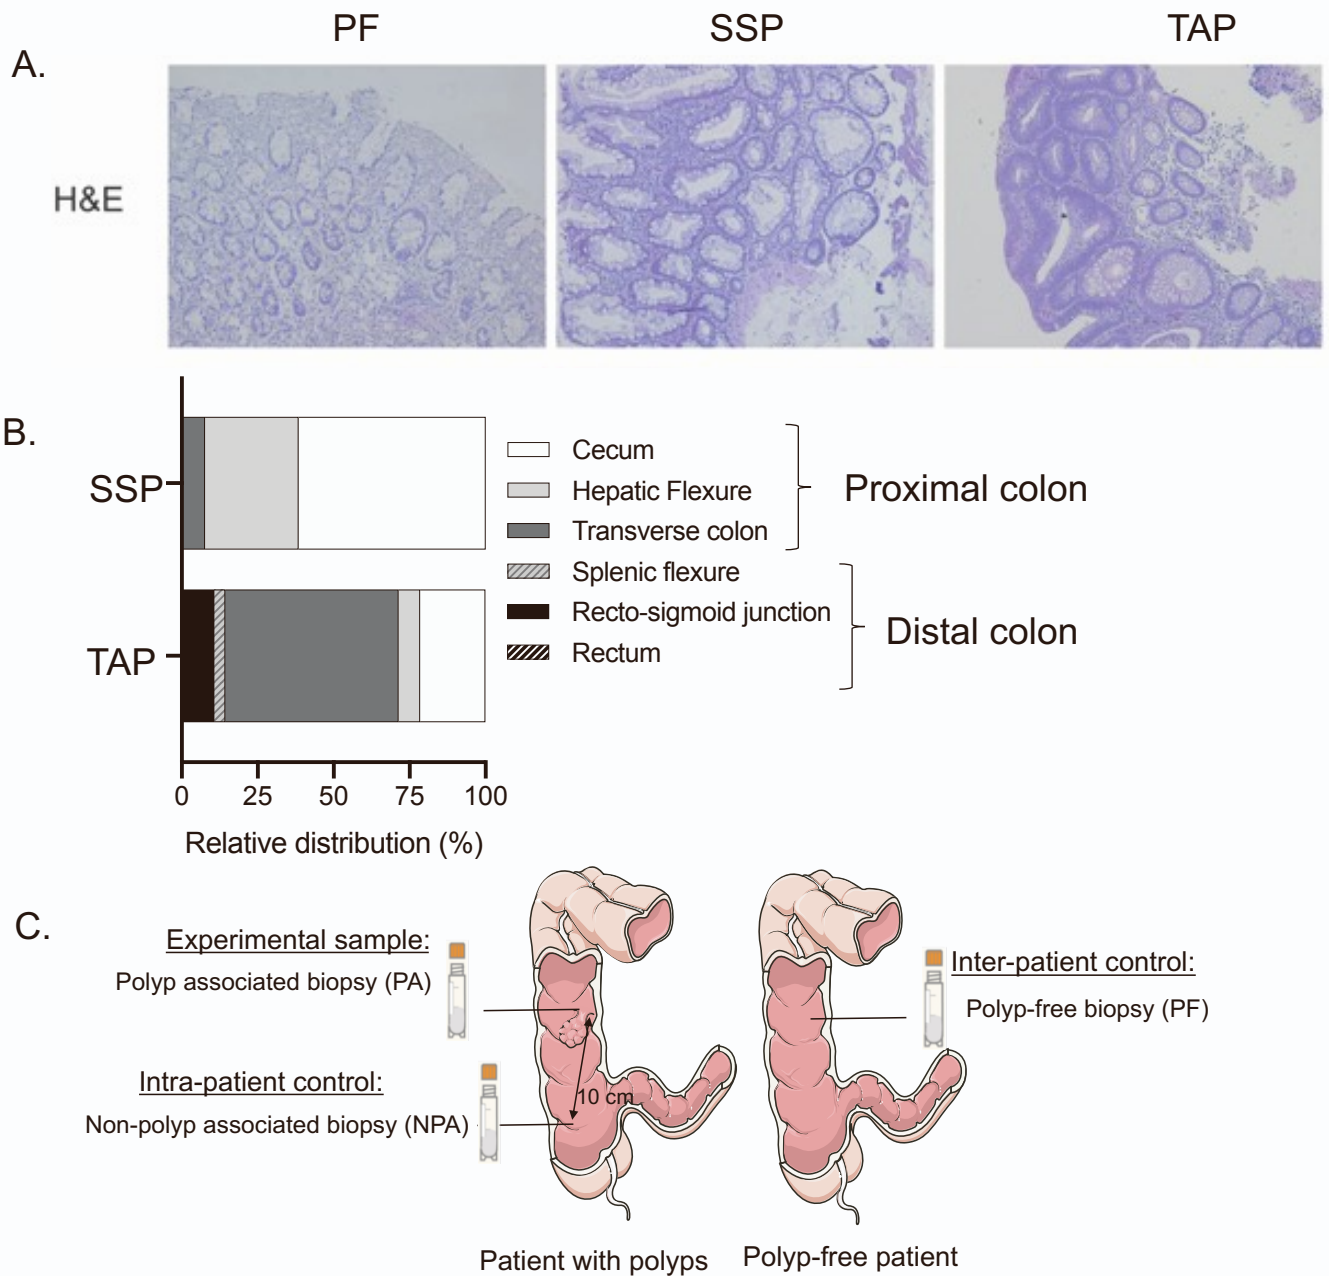 PF SSP TAP
A.
H&E
B.
SSP
TAP
0 25 50 75 100
Relative distribution (%)
Cecum
Hepatic Flexure
Transverse colon
Splenic flexure
Recto-sigmoid junction
Rectum
Proximal colon
Distal colon
C.
Experimental sample:
Polyp associated biopsy (PA)
Intra-patient control:
Non-polyp associated biopsy (NPA)
10 cm
Inter-patient control:
Polyp-free biopsy (PF)
Patient with polyps
Polyp-free patient